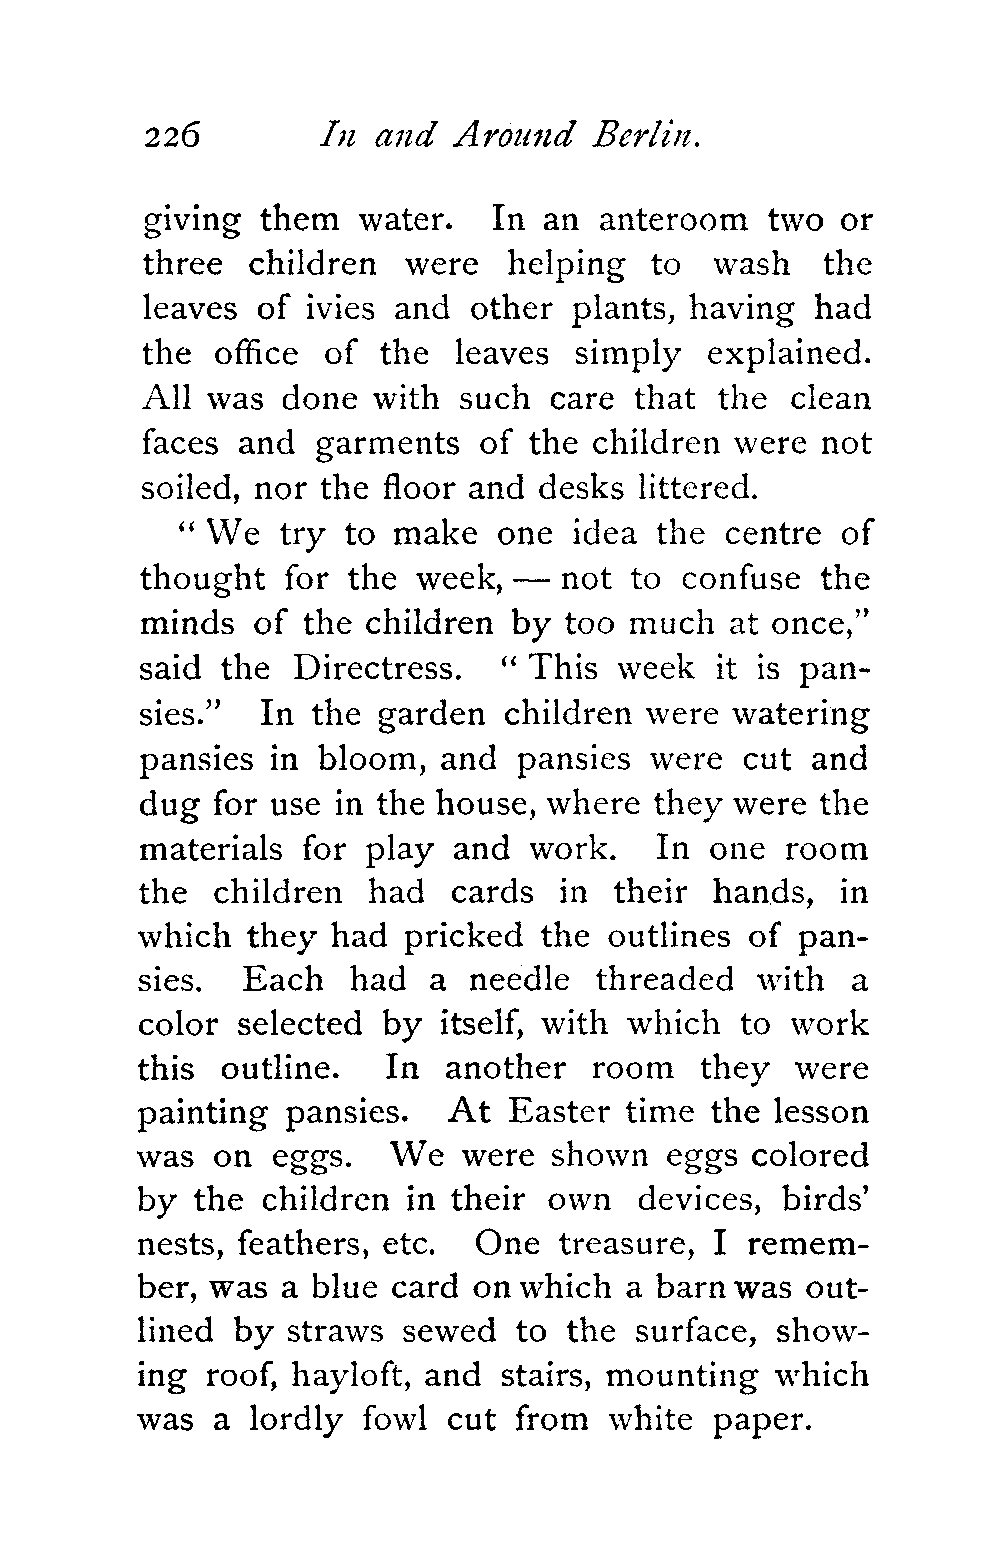 226 In and Around Berlin.
giving them water. In an anteroom two or
three children were helping to wash the
leaves of ivies and other plants, having had
the office of the leaves simply explained.
All was done with such care that the clean
faces and garments of the children were not
soiled, nor the floor and desks littered.
“ We try to make one idea the centre of
thought for the week, — not to confuse the
minds of the children by too much at once,”
said the Directress. “ This week it is pan-
sies.” In the garden children were watering
pansies in bloom, and pansies were cut and
dug for use in the house, where they were the
materials for play and work. In one room
the children had cards in their hands, in
which they had pricked the outlines of pan-
sies. Each had a needle threaded with a
color selected by itself, with which to work
this outline. In another room they were
painting pansies. At Easter time the lesson
was on eggs. We were shown eggs colored
by the children in their own devices, birds’
nests, feathers, etc. One treasure, I remem-
ber, was a blue card on which a barn was out-
lined by straws sewed to the surface, show-
ing roof, hayloft, and stairs, mounting which
was a lordly fowl cut from white paper.